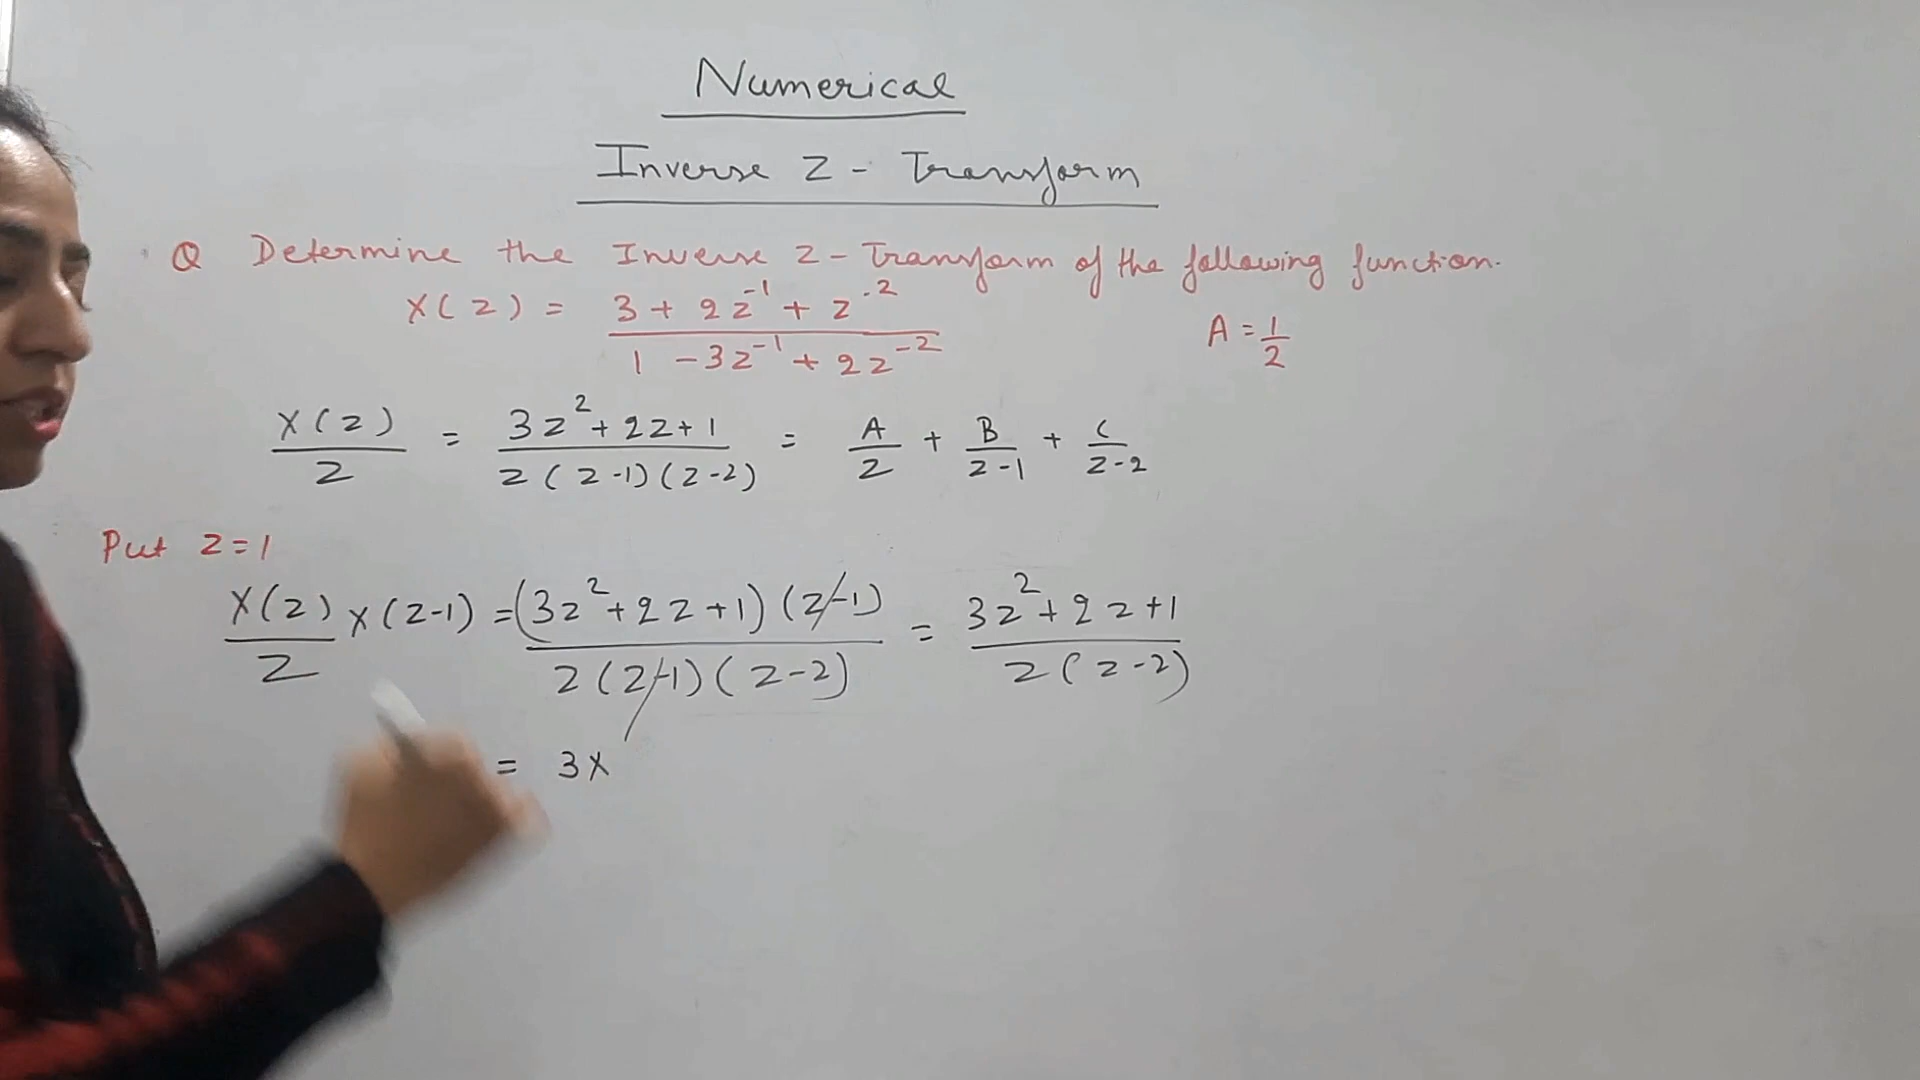 Numerical
Inverse Z - Transform
Q Determine the Inverse Z-Transform of the following function.
X(z) = (3 + 2z^-1 + z^-2) / (1 - 3z^-1 + 2z^-2)
A = 1/2
X(z)/z = (3z^2 + 2z + 1) / (z(z-1)(z-2)) = A/z + B/(z-1) + C/(z-2)
Put z=1
X(z)/z x (z-1) = (3z^2 + 2z + 1)(z-1) / (z(z-1)(z-2)) = (3z^2 + 2z + 1) / (z(z-2))
= 3x